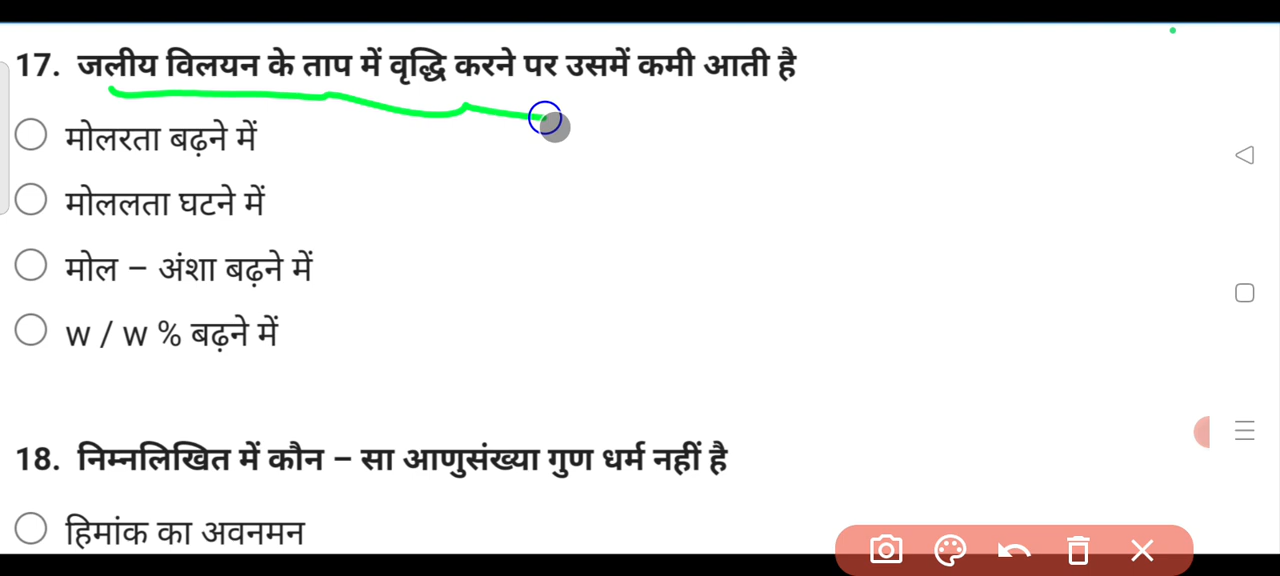 17. जलीय विलयन के ताप में वृद्धि करने पर उसमें कमी आती है
मोलरता बढ़ने में
मोललता घटने में
मोल – अंशा बढ़ने में
w / w % बढ़ने में
18. निम्नलिखित में कौन – सा आणुसंख्या गुण धर्म नहीं है
हिमांक का अवनमन